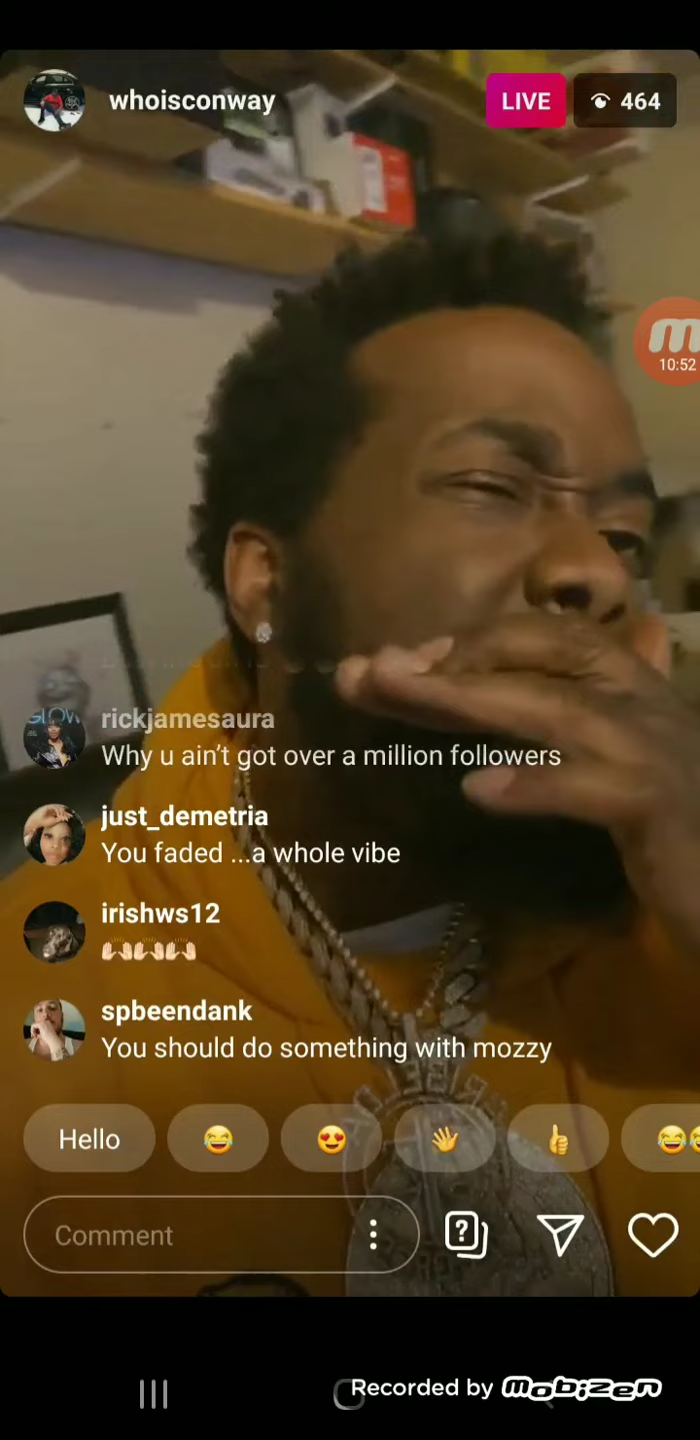 whoisconway
LIVE
464
10:52
GLOW
rickjamesaura
Why u ain't got over a million followers
just_demetria
You faded ...a whole vibe
irishws12
🙌🏻🙌🏻🙌🏻
spbeendank
You should do something with mozzy
Hello
Comment
Recorded by mobizen